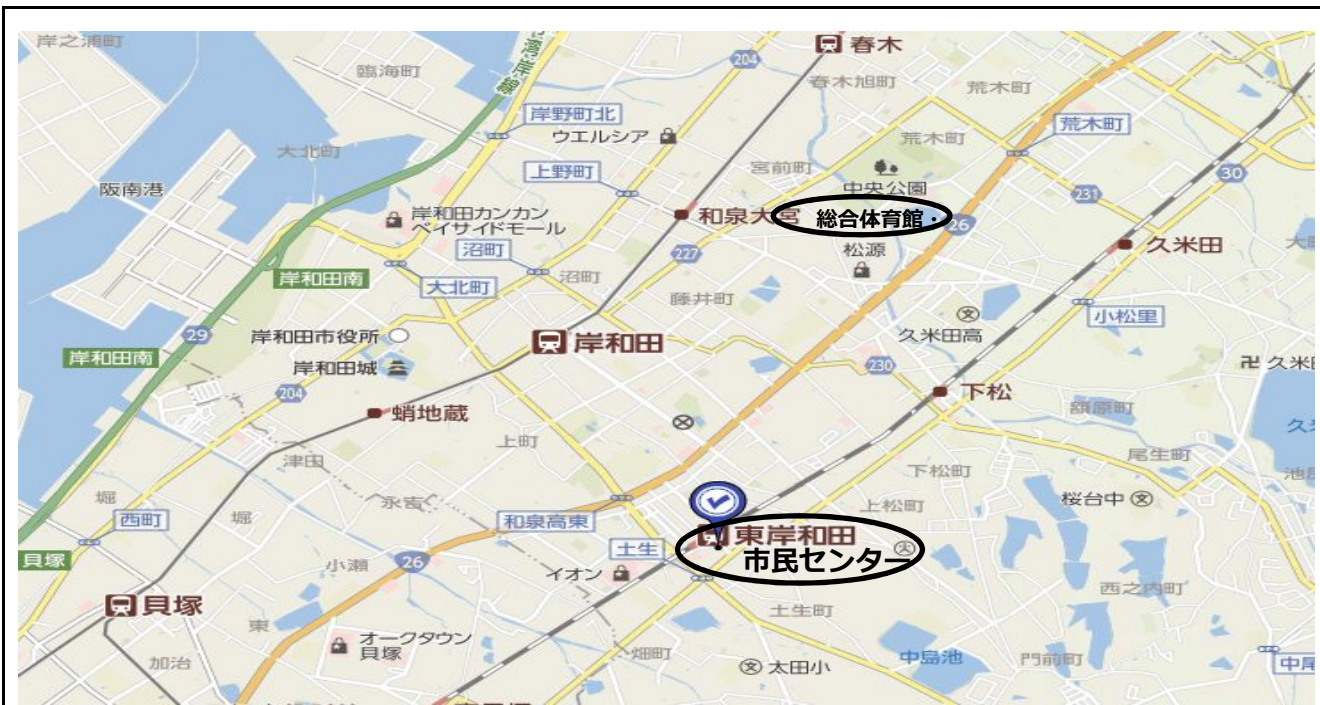 岸之浦町
臨海町
湾岸線
204
春木
春木旭町
荒木町
岸野町北
ウエルシア
荒木町
荒木町
大北町
上野町
宮前町
中央公園
231
30
阪南港
岸和田カンカン
ベイサイドモール
和泉大宮
総合体育館・
26
沼町
227
松源
久米田
岸和田南
大北町
沼町
藤井町
小松里
29
岸和田市役所
岸和田
久米田高
岸和田南
岸和田城
230
204
下松
額原町
蛸地蔵
上町
津田
下松町
尾生町
堀
永吉
上松町
桜台中
西町
堀
和泉高東
東岸和田
土生
市民センター
貝塚
小瀬
26
イオン
西之内町
貝塚
東
土生町
オークタウン
貝塚
加治
畑町
太田小
中島池
門前町